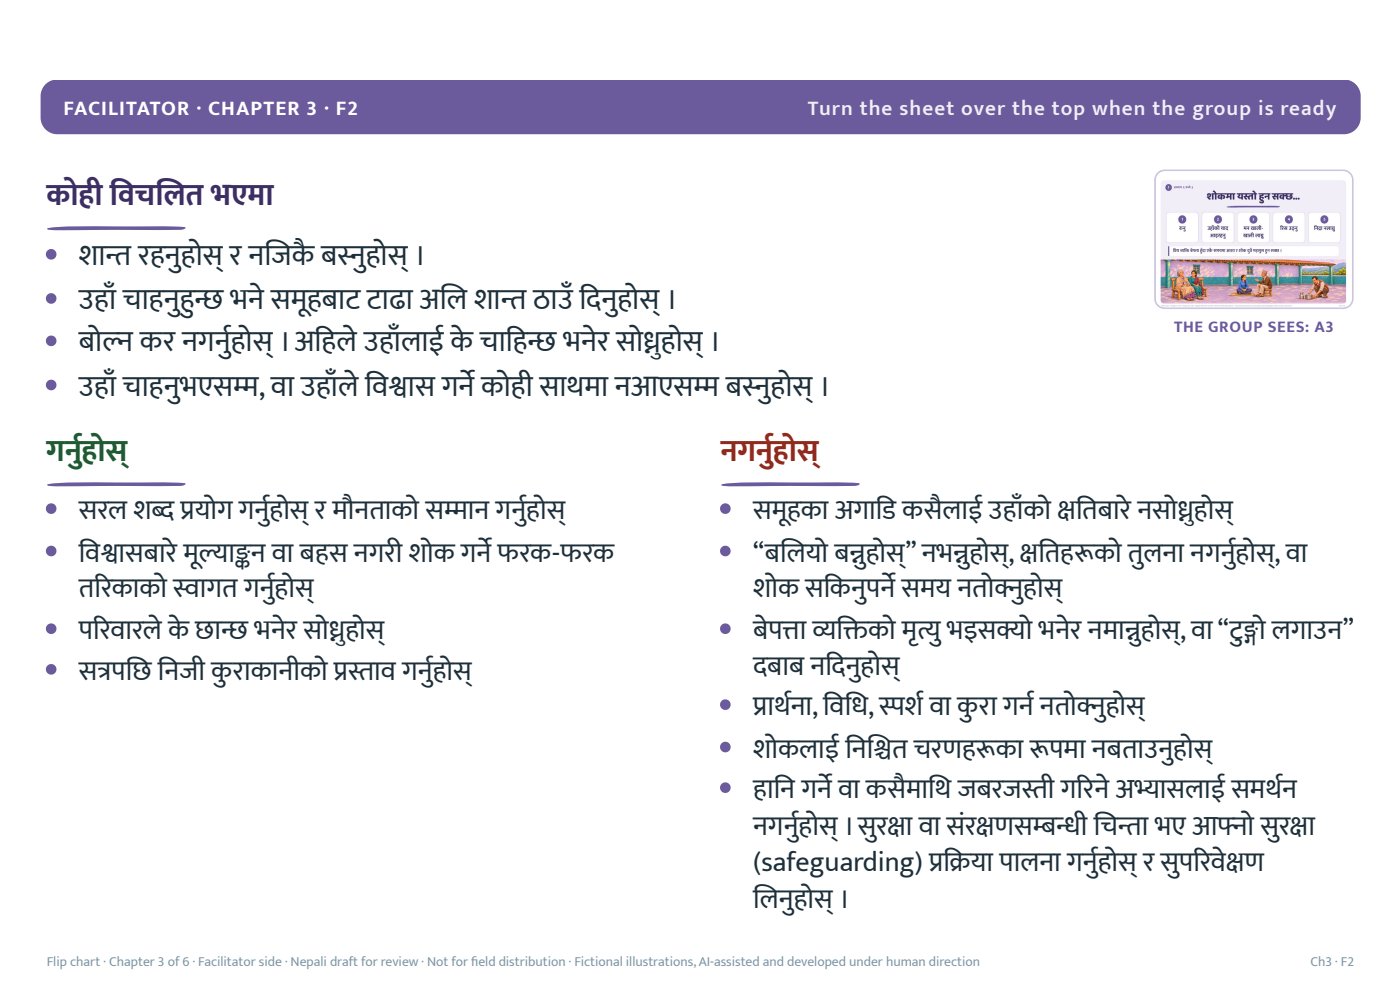 FACILITATOR · CHAPTER 3 · F2
Turn the sheet over the top when the group is ready
कोही विचलित भएमा
• शान्त रहनुहोस् र नजिकै बस्नुहोस् ।
• उहाँ चाहनुहुन्छ भने समूहबाट टाढा अलि शान्त ठाउँ दिनुहोस् ।
• बोल्न कर नगर्नुहोस् । अहिले उहाँलाई के चाहिन्छ भनेर सोध्नुहोस् ।
• उहाँ चाहनुभएसम्म, वा उहाँले विश्वास गर्ने कोही साथमा नआएसम्म बस्नुहोस् ।
शोकमा यस्तो हुन सक्छ...
THE GROUP SEES: A3
गर्नुहोस्
• सरल शब्द प्रयोग गर्नुहोस् र मौनताको सम्मान गर्नुहोस्
• विश्वासबारे मूल्याङ्कन वा बहस नगरी शोक गर्ने फरक-फरक
तरिकाको स्वागत गर्नुहोस्
• परिवारले के छान्छ भनेर सोध्नुहोस्
• सत्रपछि निजी कुराकानीको प्रस्ताव गर्नुहोस्
नगर्नुहोस्
• समूहका अगाडि कसैलाई उहाँको क्षतिबारे नसोध्नुहोस्
• “बलियो बन्नुहोस्” नभन्नुहोस्, क्षतिहरूको तुलना नगर्नुहोस्, वा
शोक सकिनुपर्ने समय नतोक्नुहोस्
• बेपत्ता व्यक्तिको मृत्यु भइसक्यो भनेर नमान्नुहोस्, वा “टुङ्गो लगाउन”
दबाब नदिनुहोस्
• प्रार्थना, विधि, स्पर्श वा कुरा गर्न नतोक्नुहोस्
• शोकलाई निश्चित चरणहरूका रूपमा नबताउनुहोस्
• हानि गर्ने वा कसैमाथि जबरजस्ती गरिने अभ्यासलाई समर्थन
नगर्नुहोस् । सुरक्षा वा संरक्षणसम्बन्धी चिन्ता भए आफ्नो सुरक्षा
(safeguarding) प्रक्रिया पालना गर्नुहोस् र सुपरिवेक्षण
लिनुहोस् ।
Flip chart · Chapter 3 of 6 · Facilitator side · Nepali draft for review · Not for field distribution · Fictional illustrations, AI-assisted and developed under human direction
Ch3 · F2